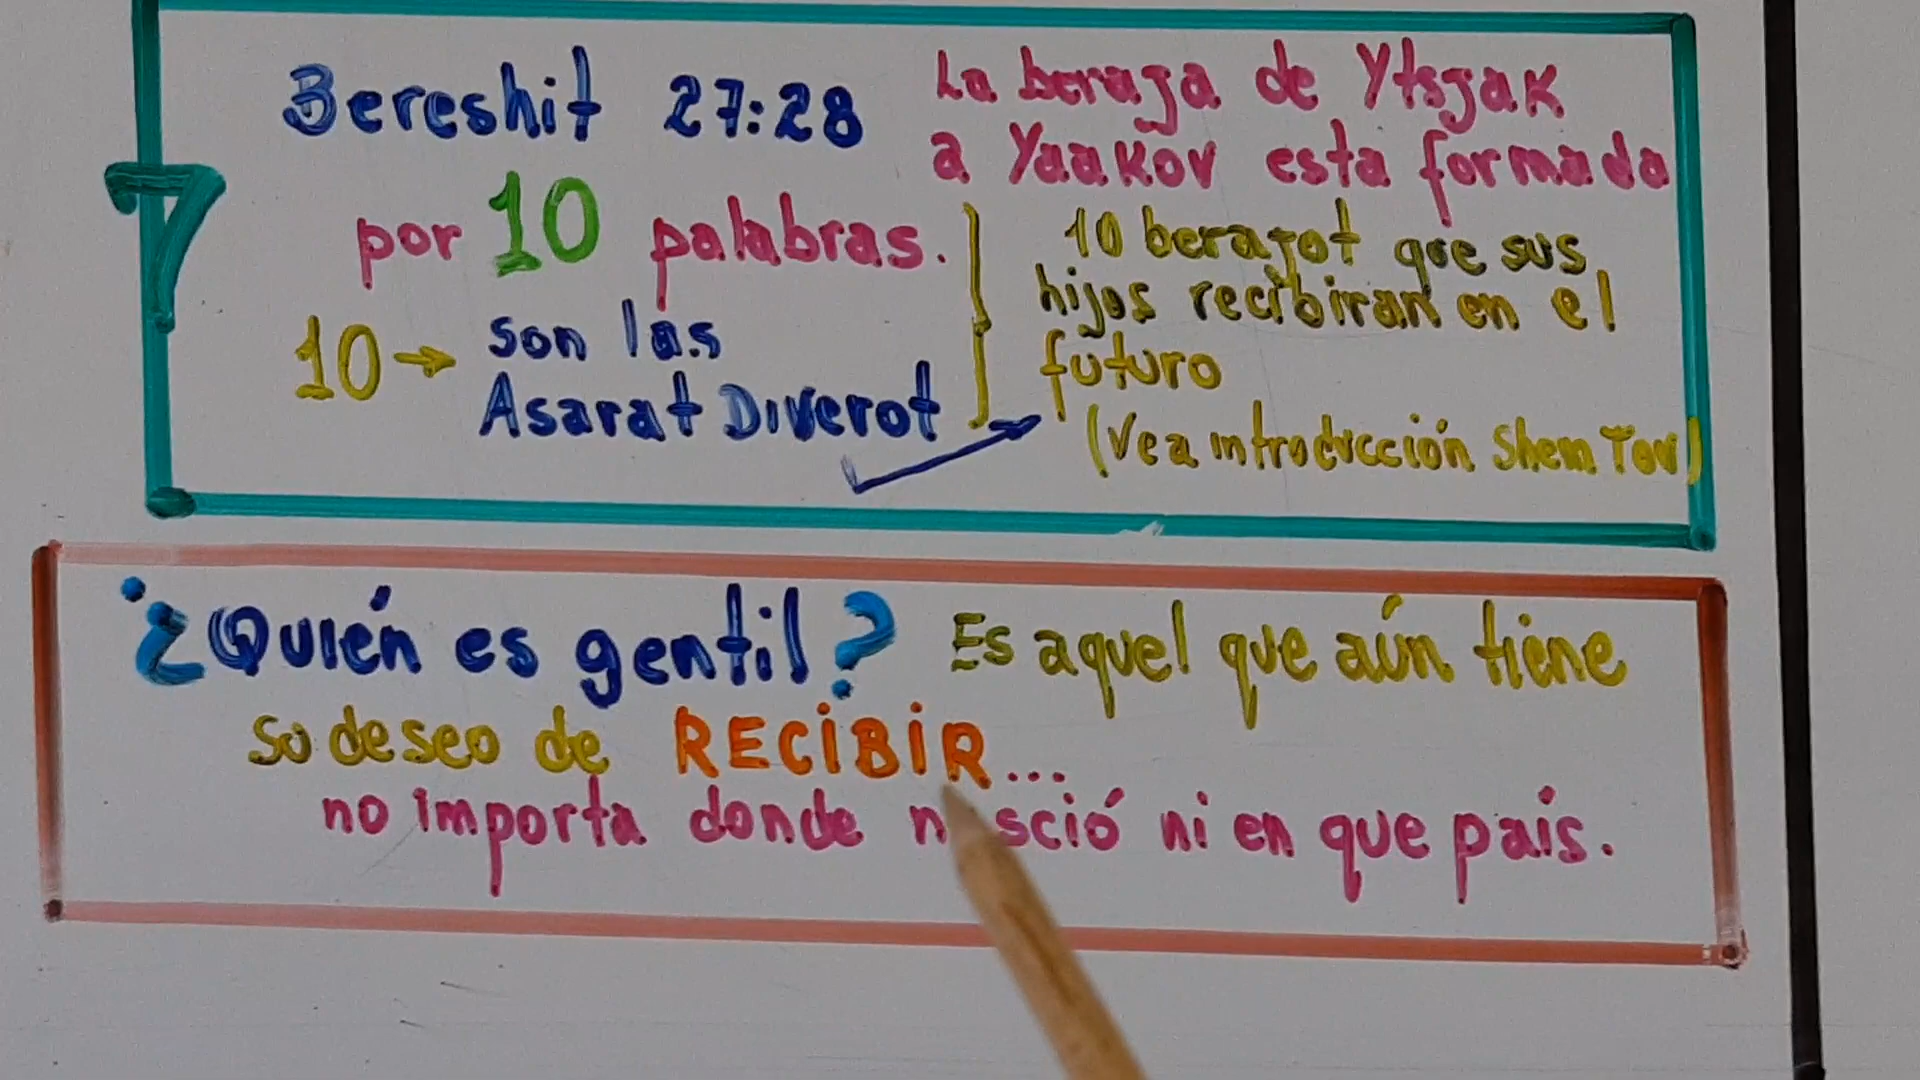 7
Bereshit 27:28
La beraja de Ytsjak
a Yaakov esta formada
por 10 palabras.
10 → son las
Asarat Diverot
10 berajot que sus
hijos recibiran en el
futuro
(Vea introducción Shem Tov)
¿Quién es gentil? Es aquel que aún tiene
su deseo de RECIBIR...
no importa donde n sció ni en que país.